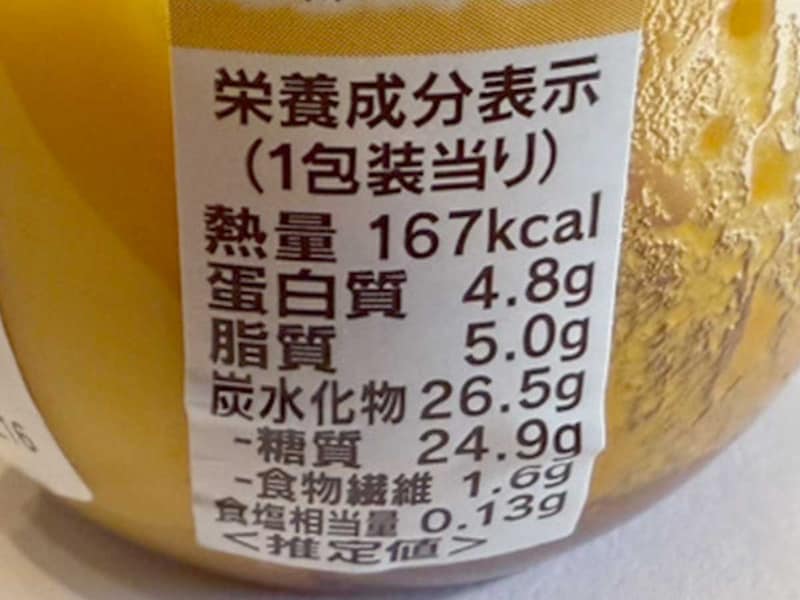 栄養成分表示
(1包装当り)
熱量 167kcal
蛋白質 4.8g
脂質 5.0g
炭水化物 26.5g
-糖質 24.9g
-食物繊維 1.6g
食塩相当量 0.13g
<推定値>
16